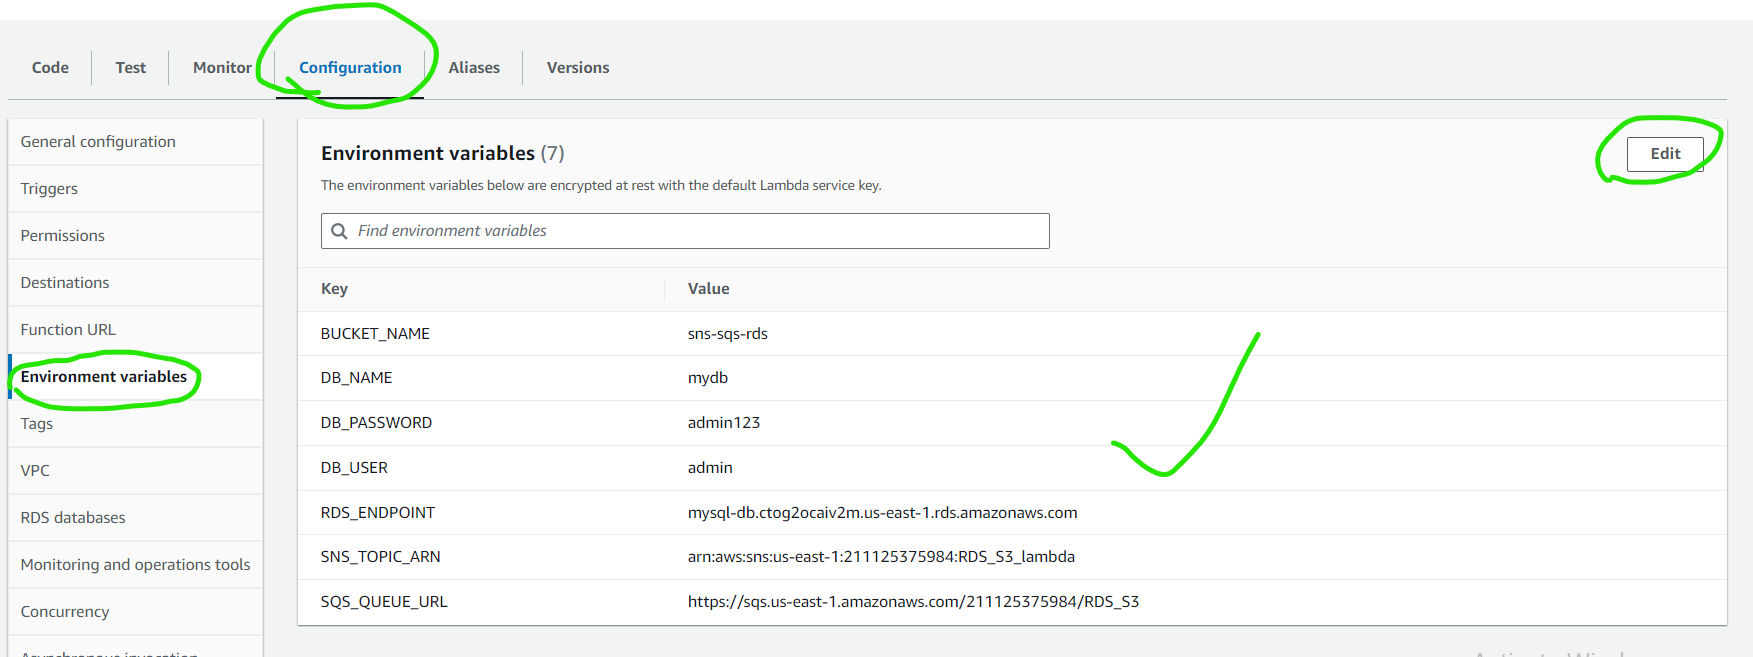 Code Test Monitor Configuration Aliases Versions
General configuration
Triggers
Permissions
Destinations
Function URL
Environment variables
Tags
VPC
RDS databases
Monitoring and operations tools
Concurrency
Asynchronous invocation
Environment variables (7)
Edit
The environment variables below are encrypted at rest with the default Lambda service key.
Find environment variables
Key Value
BUCKET_NAME sns-sqs-rds
DB_NAME mydb
DB_PASSWORD admin123
DB_USER admin
RDS_ENDPOINT mysql-db.ctog2ocaiv2m.us-east-1.rds.amazonaws.com
SNS_TOPIC_ARN arn:aws:sns:us-east-1:211125375984:RDS_S3_lambda
SQS_QUEUE_URL https://sqs.us-east-1.amazonaws.com/211125375984/RDS_S3